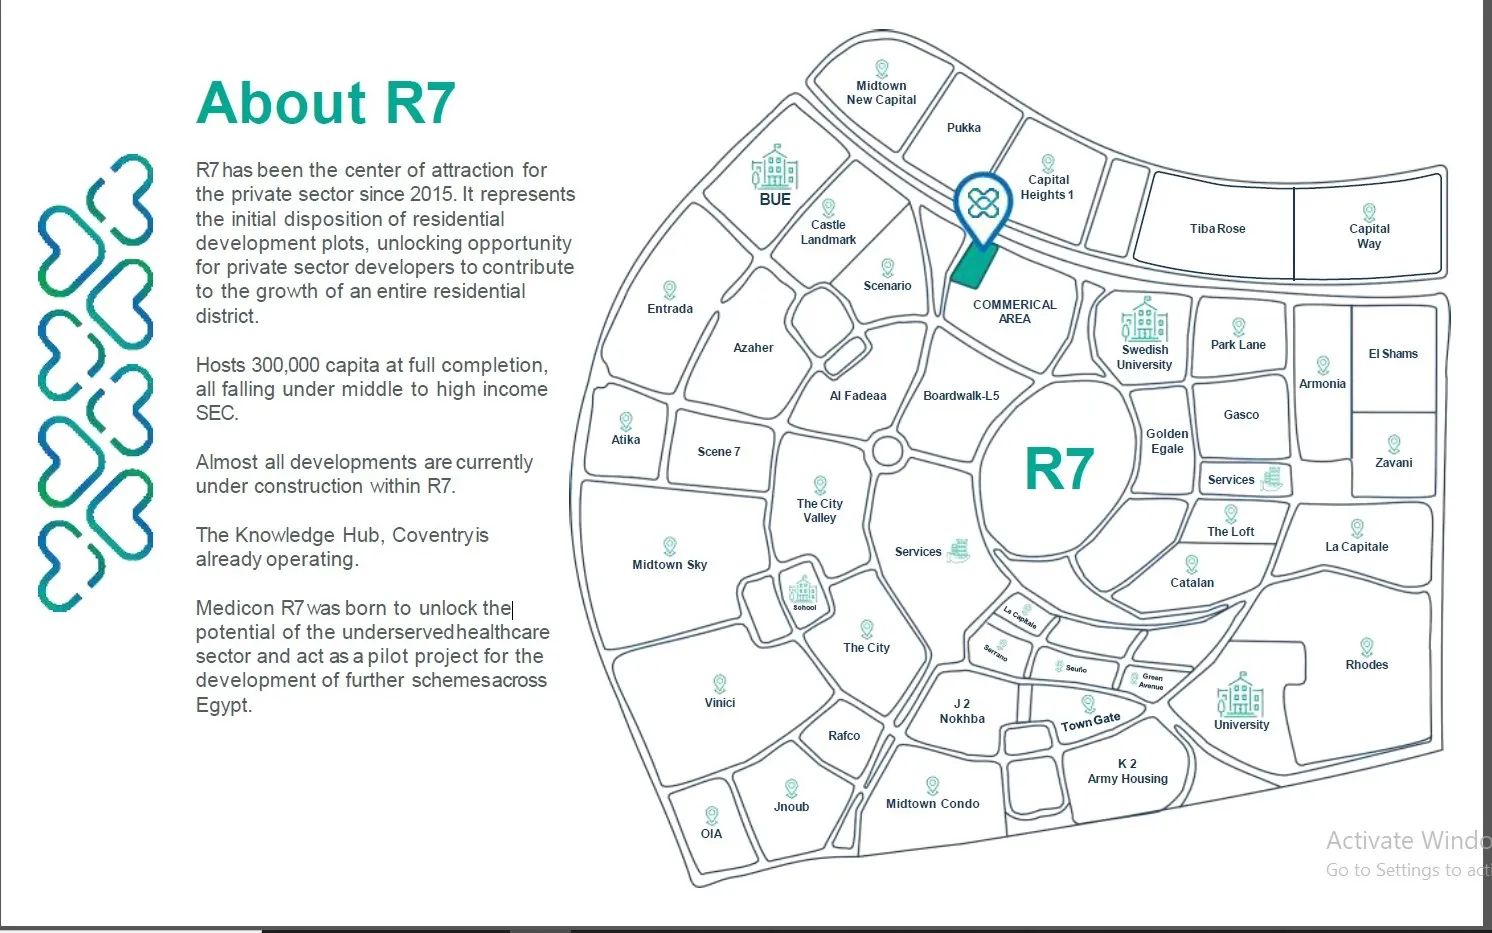 About R7
R7 has been the center of attraction for
the private sector since 2015. It represents
the initial disposition of residential
development plots, unlocking opportunity
for private sector developers to contribute
to the growth of an entire residential
district.
Hosts 300,000 capita at full completion,
all falling under middle to high income
SEC.
Almost all developments are currently
under construction within R7.
The Knowledge Hub, Coventry is
already operating.
Medicon R7 was born to unlock the
potential of the underserved healthcare
sector and act as a pilot project for the
development of further schemes across
Egypt.
Midtown
New Capital
Pukka
Capital
Heights 1
Tiba Rose
Capital
Way
BUE
Castle
Landmark
Scenario
COMMERICAL
AREA
Entrada
Azaher
Swedish
University
Park Lane
El Shams
Armonia
Al Fadeaa
Boardwalk-L5
Gasco
Golden
Egale
Atika
Scene 7
R7
Zavani
Services
The City
Valley
The Loft
Services
La Capitale
Midtown Sky
Catalan
School
La Capitale
The City
Serrano
Seuño
Green
Avenue
Rhodes
Vinici
J 2
Nokhba
Town Gate
University
Rafco
K 2
Army Housing
Jnoub
Midtown Condo
OIA
Activate Windo
Go to Settings to acti